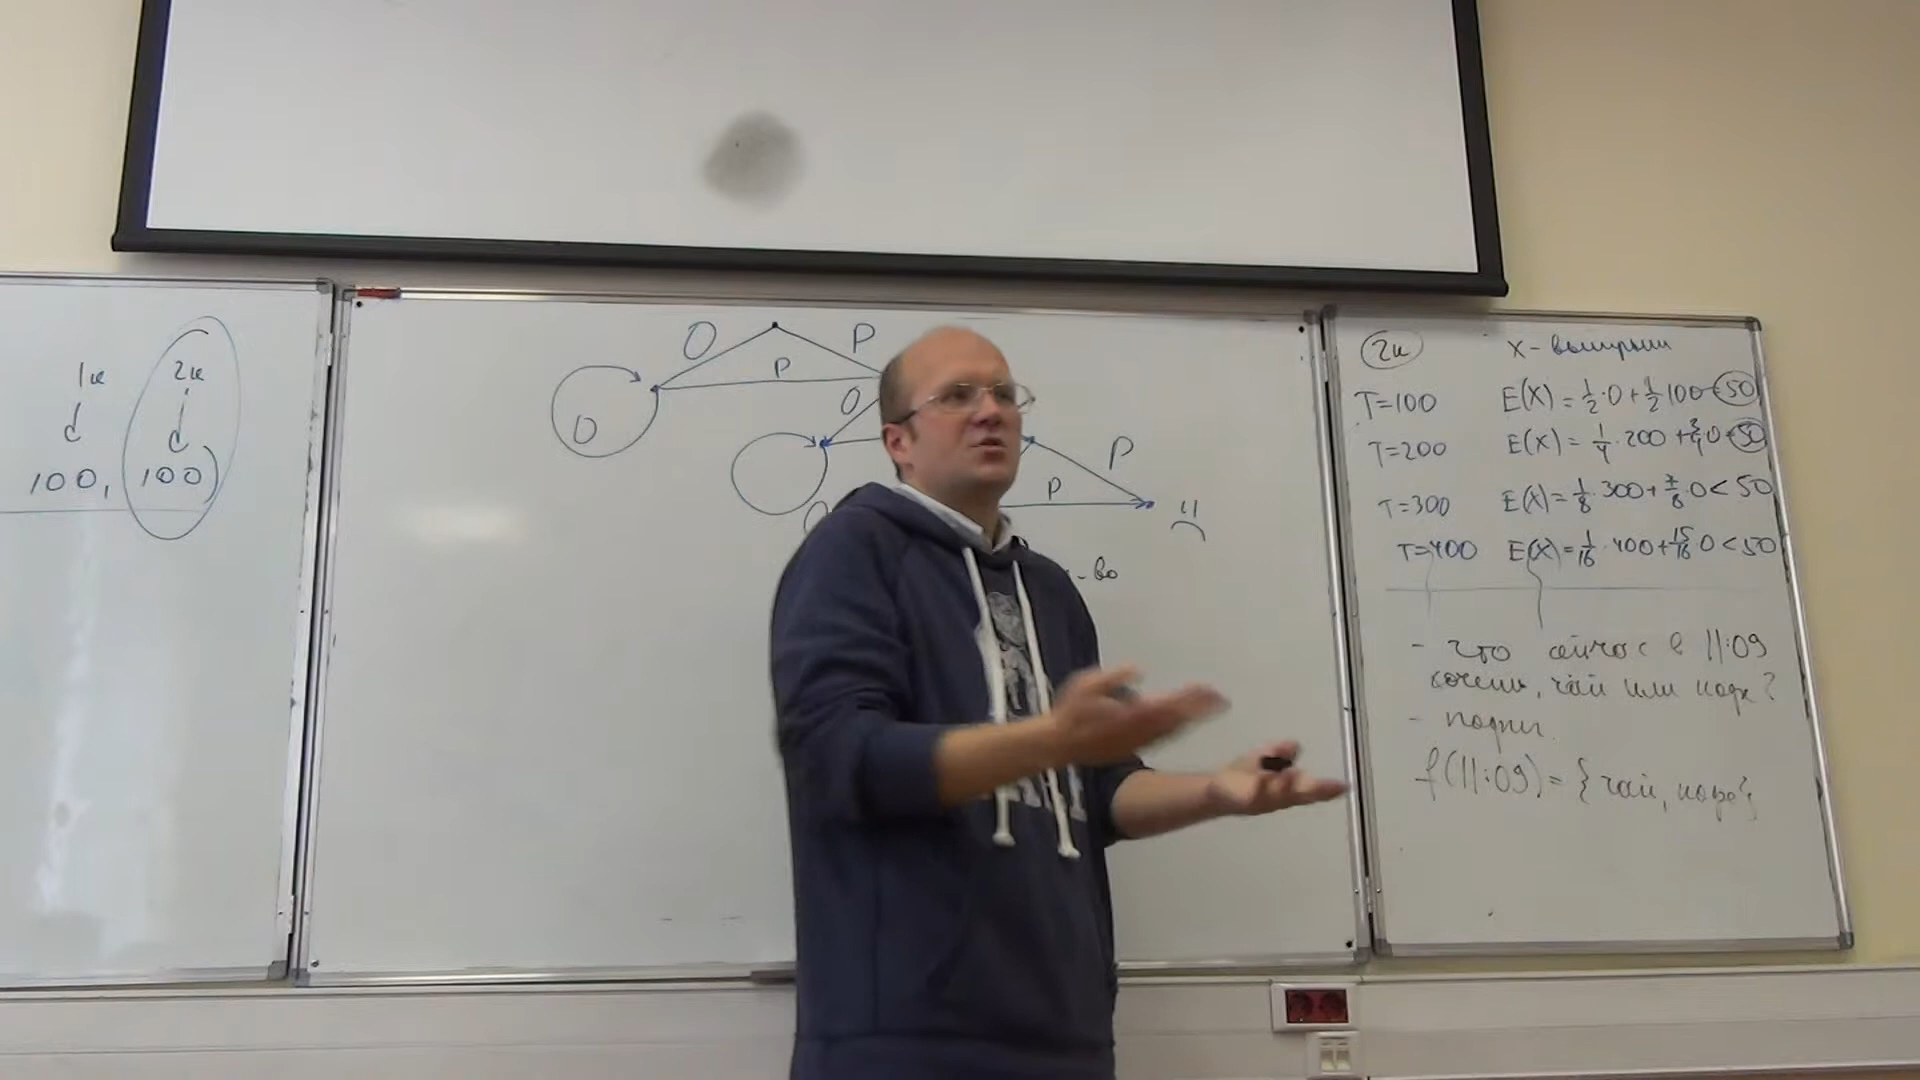 1к 2к
100, 100)
О Р
Р
О
О
Р
Р
-во
2к X - выигрыш
T=100 E(X) = 1/2·0 + 1/2 100 = 50
T=200 E(X) = 1/4·200 + 3/4 0 = 50
T=300 E(X) = 1/8·300 + 7/8·0 < 50
T=400 E(X) = 1/16·400 + 15/16 0 < 50
- что сейчас в 11:09
хочешь, чай или кофе?
f(11:09) = {чай, кофе}